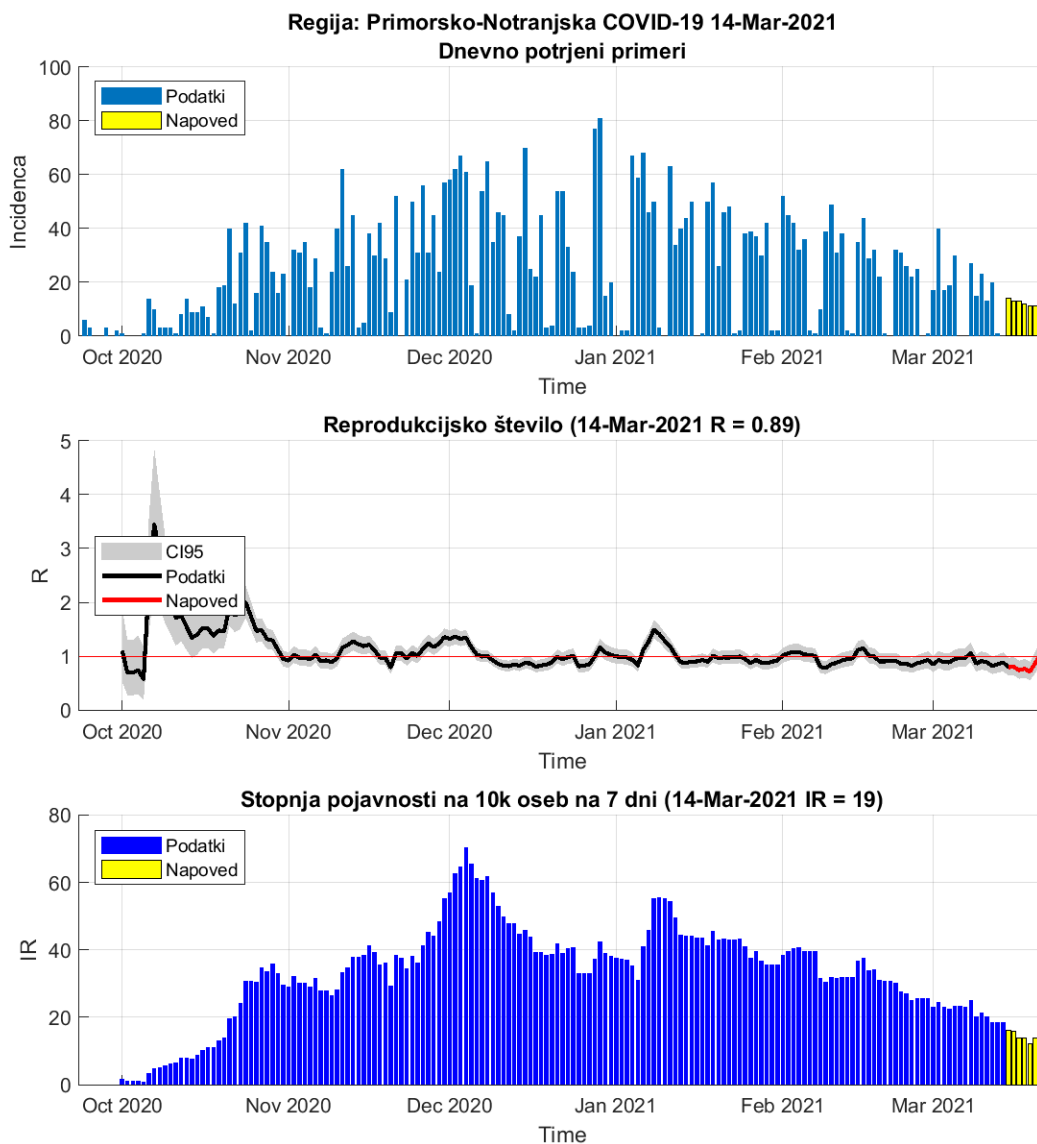 Regija: Primorsko-Notranjska COVID-19 14-Mar-2021
Dnevno potrjeni primeri
100
80
60
40
20
0
Incidenca
Podatki
Napoved
Oct 2020 Nov 2020 Dec 2020 Jan 2021 Feb 2021 Mar 2021
Time
Reprodukcijsko število (14-Mar-2021 R = 0.89)
5
4
3
2
1
0
R
CI95
Podatki
Napoved
Oct 2020 Nov 2020 Dec 2020 Jan 2021 Feb 2021 Mar 2021
Time
Stopnja pojavnosti na 10k oseb na 7 dni (14-Mar-2021 IR = 19)
80
60
40
20
0
IR
Podatki
Napoved
Oct 2020 Nov 2020 Dec 2020 Jan 2021 Feb 2021 Mar 2021
Time